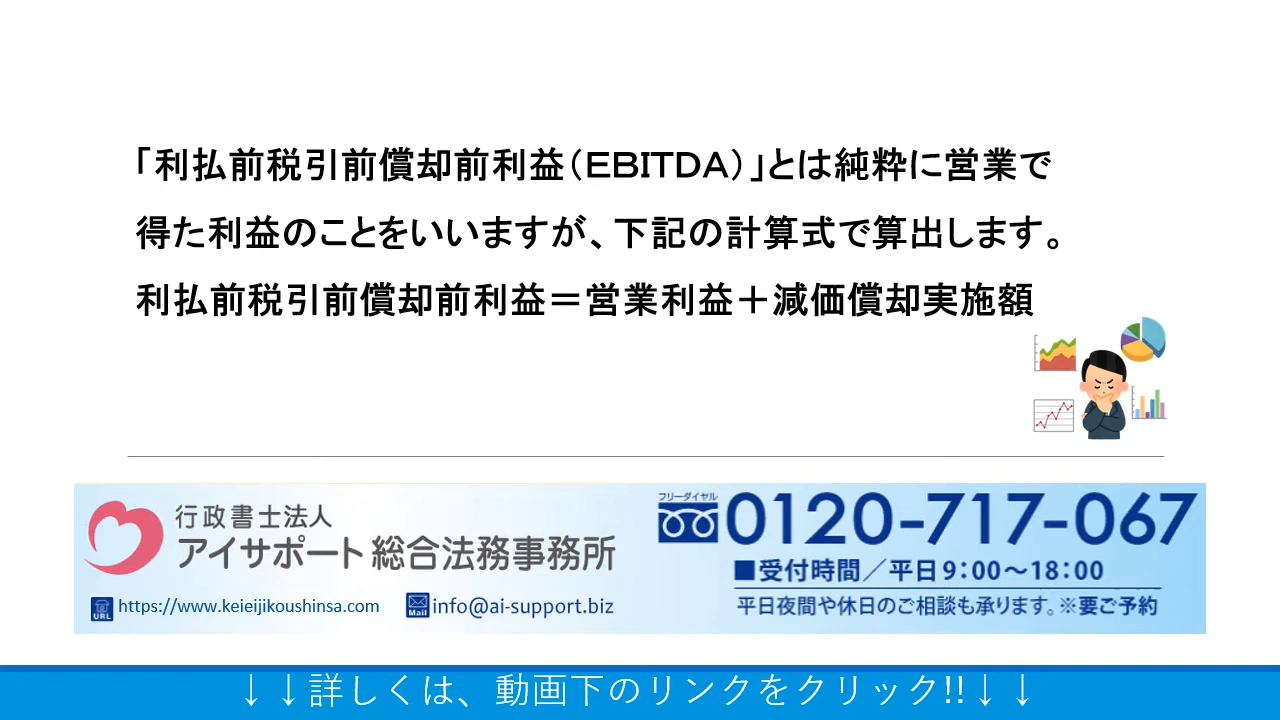 「利払前税引前償却前利益（ＥＢＩＴＤＡ）」とは純粋に営業で
得た利益のことをいいますが、下記の計算式で算出します。
利払前税引前償却前利益＝営業利益＋減価償却実施額
行政書士法人
アイサポート 総合法務事務所
URL https://www.keieijikoushinsa.com
Mail info@ai-support.biz
フリーダイヤル
0120-717-067
■受付時間／平日9：00〜18：00
平日夜間や休日のご相談も承ります。※要ご予約
↓↓詳しくは、動画下のリンクをクリック!!↓↓